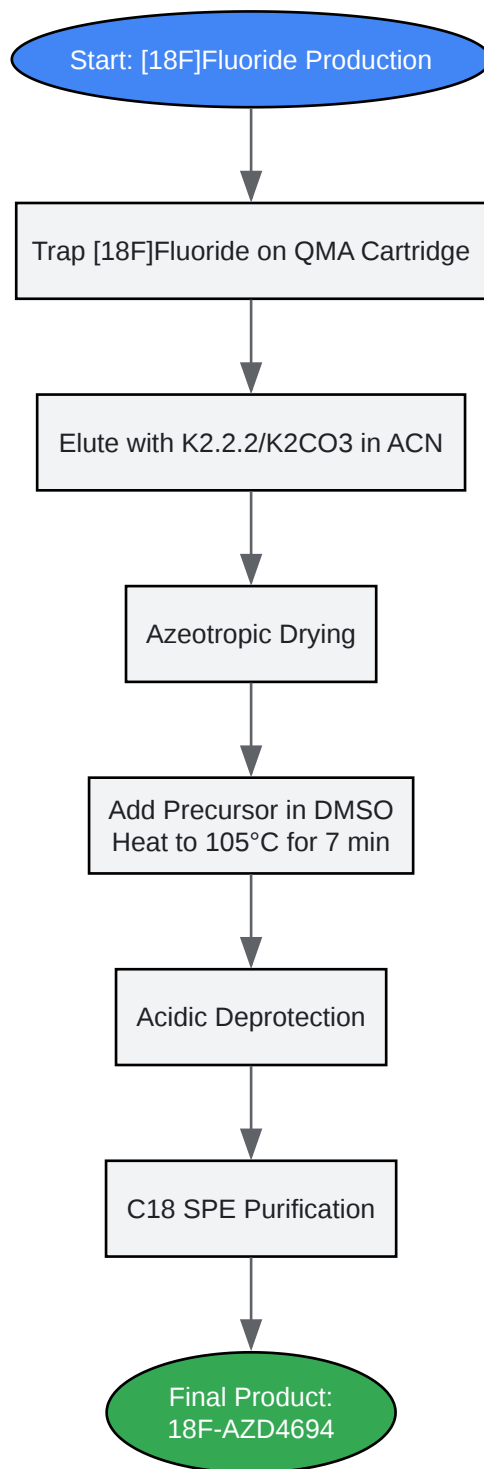 Start: [18F]Fluoride Production
Trap [18F]Fluoride on QMA Cartridge
Elute with K2.2.2/K2CO3 in ACN
Azeotropic Drying
Add Precursor in DMSO
Heat to 105°C for 7 min
Acidic Deprotection
C18 SPE Purification
Final Product:
18F-AZD4694